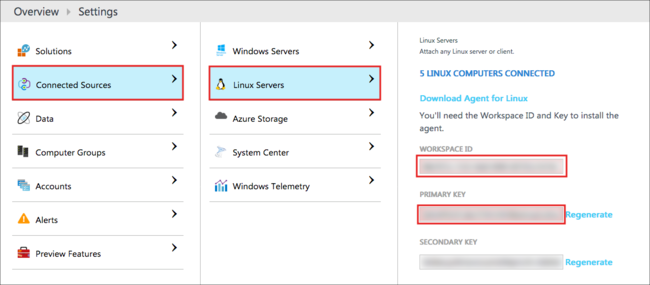 Overview
Settings
Solutions
Connected Sources
Data
Computer Groups
Accounts
Alerts
Preview Features
Windows Servers
Linux Servers
Azure Storage
System Center
Windows Telemetry
Linux Servers
Attach any Linux server or client.
5 LINUX COMPUTERS CONNECTED
Download Agent for Linux
You'll need the Workspace ID and Key to install the
agent.
WORKSPACE ID
PRIMARY KEY
Regenerate
SECONDARY KEY
Regenerate